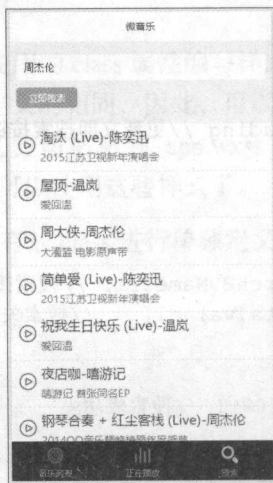 微音乐
周杰伦
立即搜索
淘汰 (Live)-陈奕迅
2015江苏卫视新年演唱会
屋顶-温岚
爱回温
周大侠-周杰伦
大灌篮 电影原声带
简单爱 (Live)-陈奕迅
2015江苏卫视新年演唱会
祝我生日快乐 (Live)-温岚
爱回温
夜店咖-嘻游记
嘻游记 首张同名EP
钢琴合奏 + 红尘客栈 (Live)-周杰伦
正在播放
搜索